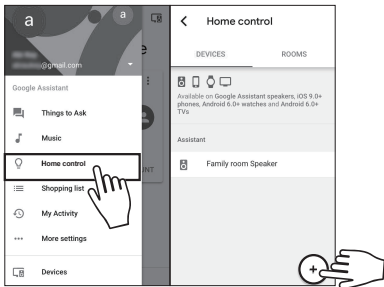 a
a
@gmail.com
Google Assistant
Things to Ask
Music
Home control
Shopping list
My Activity
More settings
Devices
Home control
DEVICES
ROOMS
Available on Google Assistant speakers, iOS 9.0+
phones, Android 6.0+ watches and Android 6.0+
TVs
Assistant
Family room Speaker
+